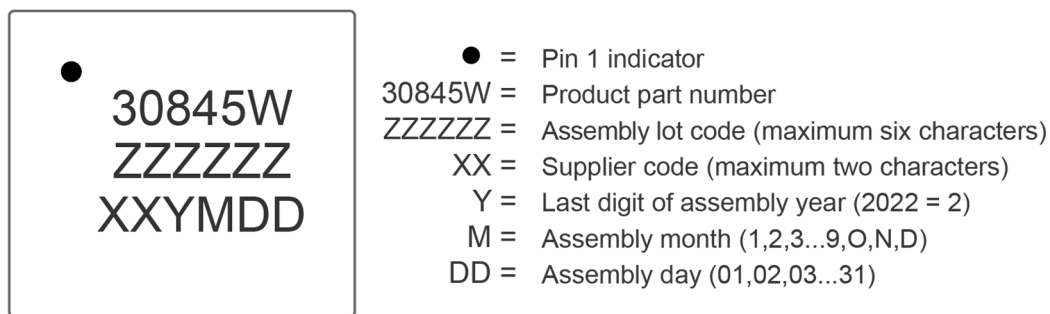 30845W
ZZZZZZ
XXYMDD
● = Pin 1 indicator
30845W = Product part number
ZZZZZZ = Assembly lot code (maximum six characters)
XX = Supplier code (maximum two characters)
Y = Last digit of assembly year (2022 = 2)
M = Assembly month (1,2,3...9,O,N,D)
DD = Assembly day (01,02,03...31)